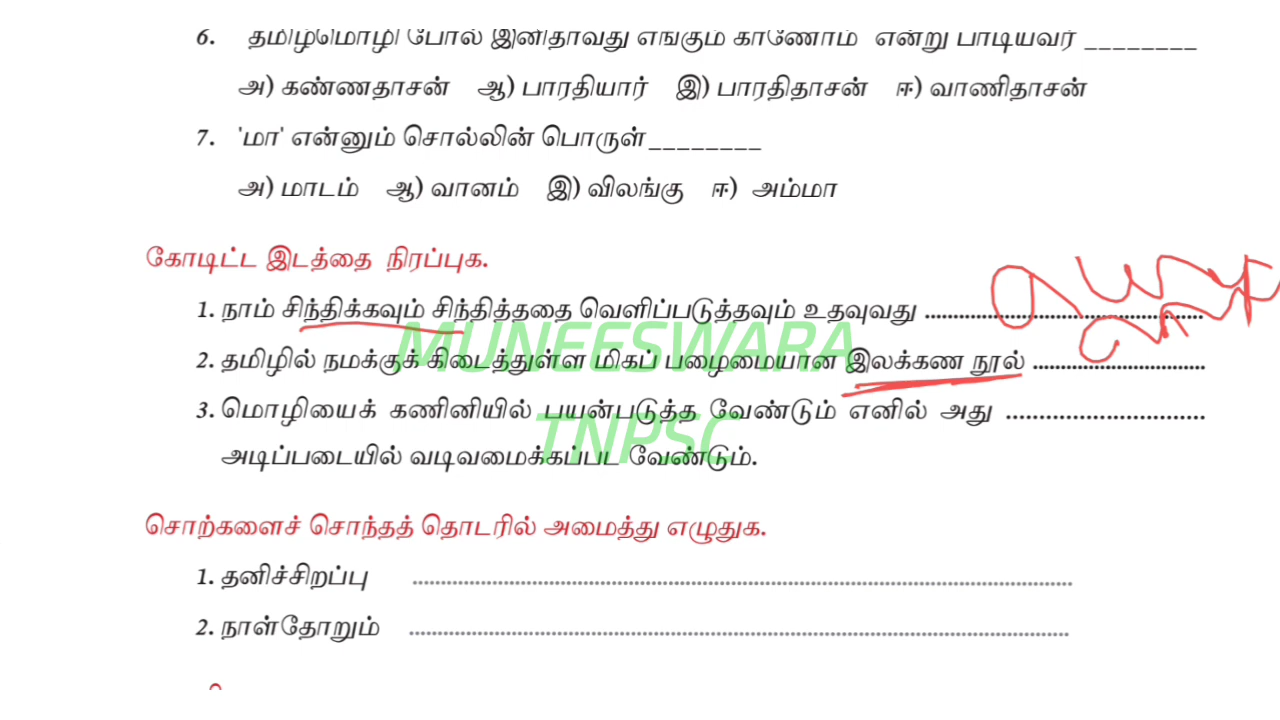 6. தமிழ்மொழி போல் இனிதாவது எங்கும் காணோம் என்று பாடியவர் ________
அ) கண்ணதாசன் ஆ) பாரதியார் இ) பாரதிதாசன் ஈ) வாணிதாசன்
7. 'மா' என்னும் சொல்லின் பொருள் ________
அ) மாடம் ஆ) வானம் இ) விலங்கு ஈ) அம்மா
கோடிட்ட இடத்தை நிரப்புக.
1. நாம் சிந்திக்கவும் சிந்தித்ததை வெளிப்படுத்தவும் உதவுவது ................................
2. தமிழில் நமக்குக் கிடைத்துள்ள மிகப் பழைமையான இலக்கண நூல் ................................
3. மொழியைக் கணினியில் பயன்படுத்த வேண்டும் எனில் அது ................................
அடிப்படையில் வடிவமைக்கப்பட வேண்டும்.
MUNEESWARA
TNPSC
சொற்களைச் சொந்தத் தொடரில் அமைத்து எழுதுக.
1. தனிச்சிறப்பு ................................
2. நாள்தோறும் ................................